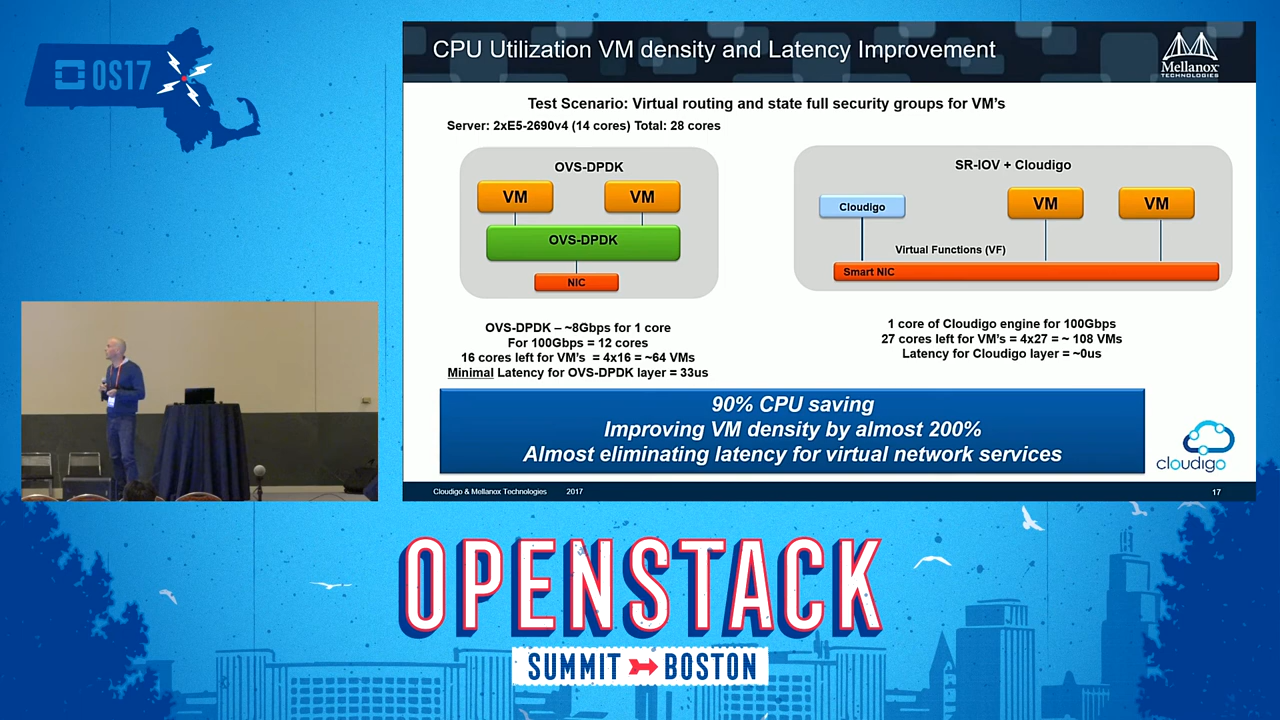 OS17
CPU Utilization VM density and Latency Improvement
Mellanox
TECHNOLOGIES
Test Scenario: Virtual routing and state full security groups for VM's
Server: 2xE5-2690v4 (14 cores) Total: 28 cores
OVS-DPDK
VM
VM
OVS-DPDK
NIC
SR-IOV + Cloudigo
Cloudigo
VM
VM
Virtual Functions (VF)
Smart NIC
OVS-DPDK – ~8Gbps for 1 core
For 100Gbps = 12 cores
16 cores left for VM's = 4x16 = ~64 VMs
Minimal Latency for OVS-DPDK layer = 33us
1 core of Cloudigo engine for 100Gbps
27 cores left for VM's = 4x27 = ~ 108 VMs
Latency for Cloudigo layer = ~0us
90% CPU saving
Improving VM density by almost 200%
Almost eliminating latency for virtual network services
cloudigo
Cloudigo & Mellanox Technologies 2017
17
OPENSTACK
SUMMIT BOSTON